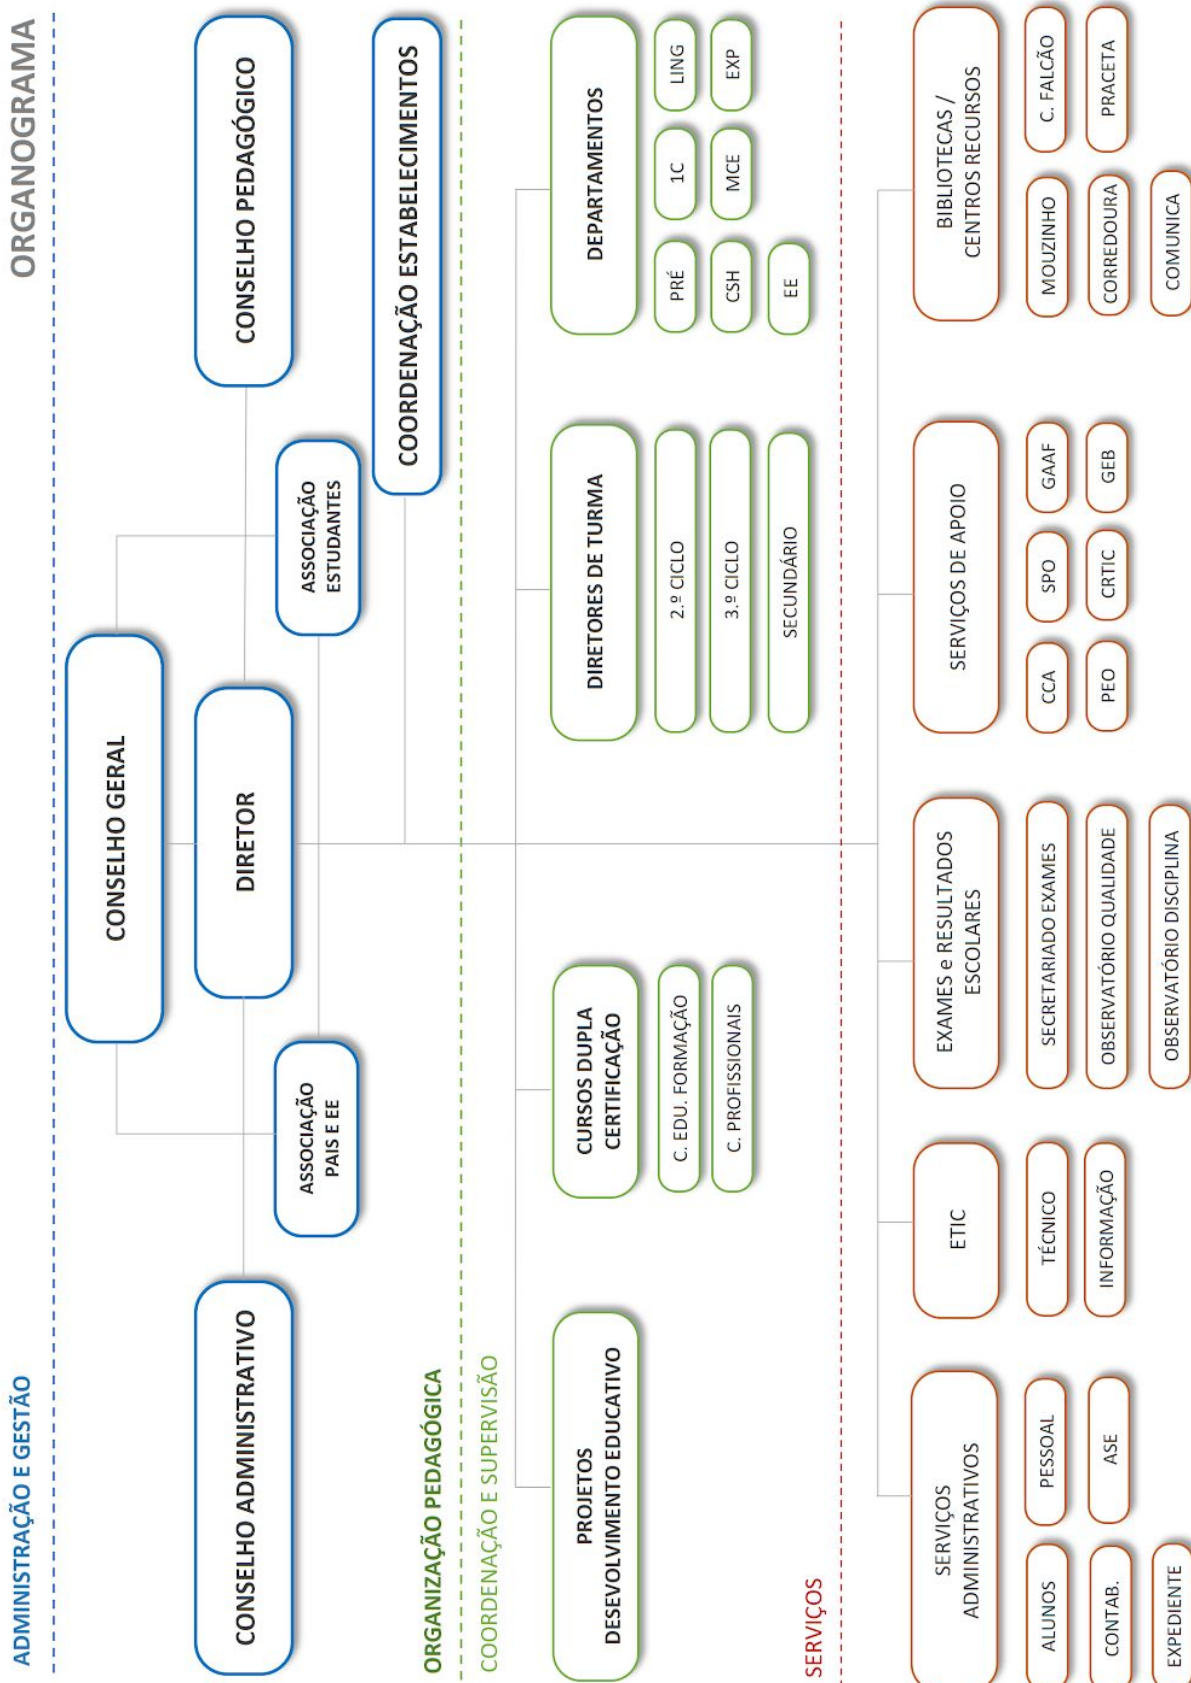 ORGANOGRAMA
ADMINISTRAÇÃO E GESTÃO
CONSELHO GERAL
CONSELHO ADMINISTRATIVO
DIRETOR
CONSELHO PEDAGÓGICO
ASSOCIAÇÃO
PAIS E EE
ASSOCIAÇÃO
ESTUDANTES
COORDENAÇÃO ESTABELECIMENTOS
ORGANIZAÇÃO PEDAGÓGICA
COORDENAÇÃO E SUPERVISÃO
PROJETOS
DESEVOLVIMENTO EDUCATIVO
CURSOS DUPLA
CERTIFICAÇÃO
C. EDU. FORMAÇÃO
C. PROFISSIONAIS
DIRETORES DE TURMA
2.º CICLO
3.º CICLO
SECUNDÁRIO
DEPARTAMENTOS
PRÉ
1C
LING
CSH
MCE
EXP
EE
SERVIÇOS
SERVIÇOS
ADMINISTRATIVOS
ALUNOS
PESSOAL
CONTAB.
ASE
EXPEDIENTE
ETIC
TÉCNICO
INFORMAÇÃO
EXAMES e RESULTADOS
ESCOLARES
SECRETARIADO EXAMES
OBSERVATÓRIO QUALIDADE
OBSERVATÓRIO DISCIPLINA
SERVIÇOS DE APOIO
CCA
SPO
GAAF
PEO
CRTIC
GEB
BIBLIOTECAS /
CENTROS RECURSOS
MOUZINHO
C. FALCÃO
CORREDOURA
PRACETA
COMUNICA